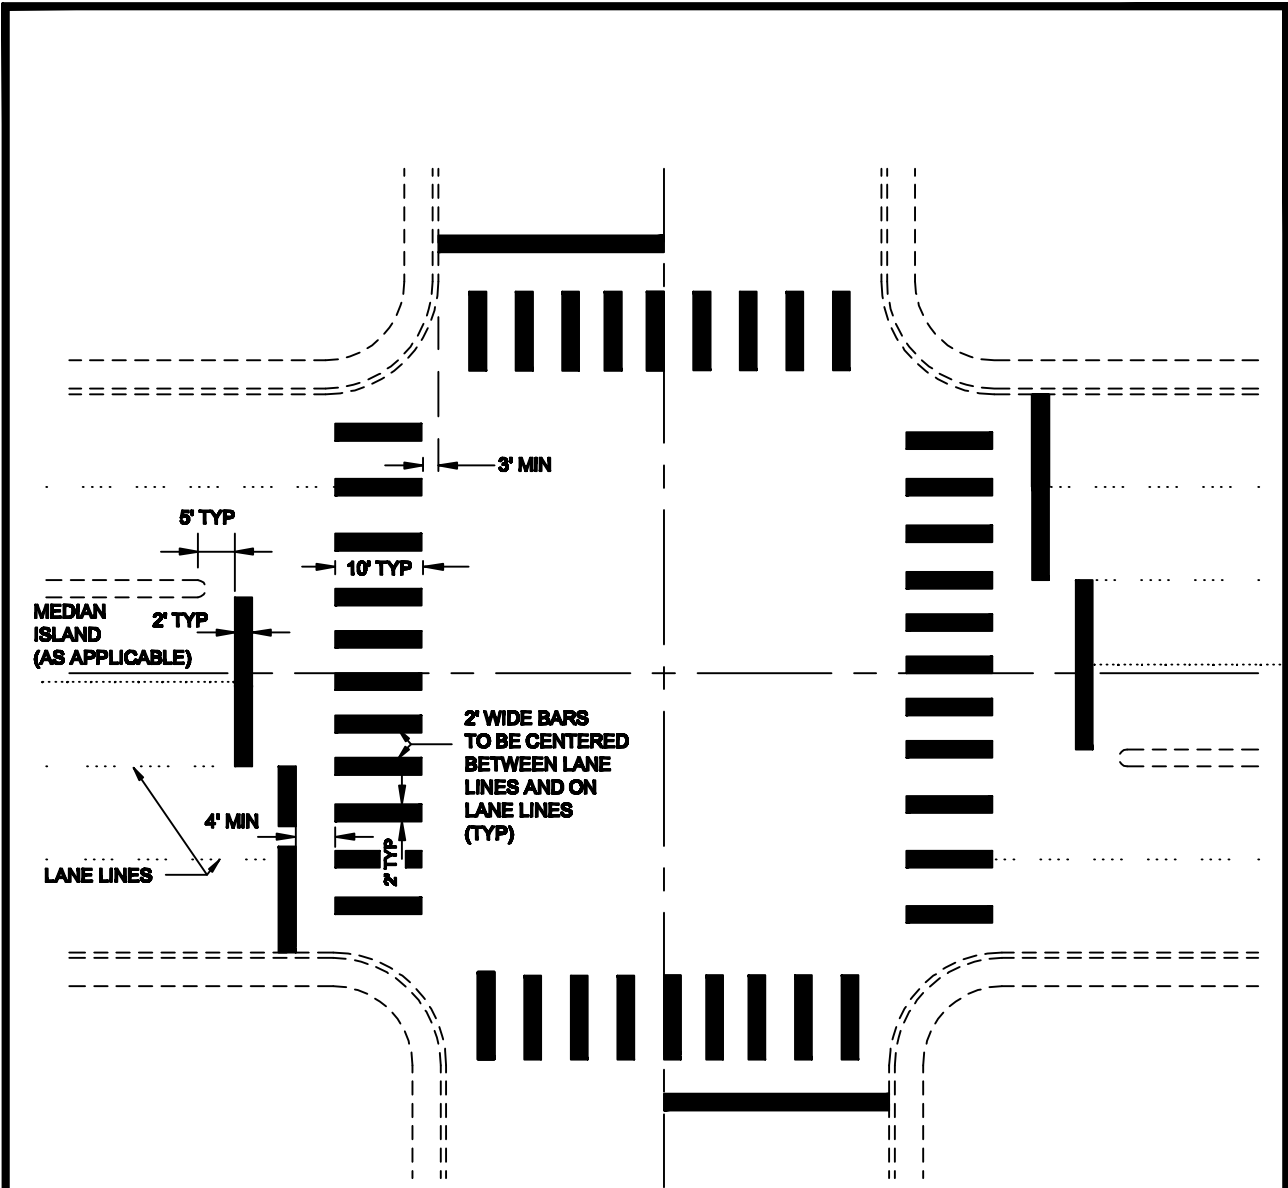 3' MIN
5' TYP
10' TYP
MEDIAN
ISLAND
(AS APPLICABLE)
2' TYP
2' WIDE BARS
TO BE CENTERED
BETWEEN LANE
LINES AND ON
LANE LINES
(TYP)
4' MIN
2' TYP
LANE LINES